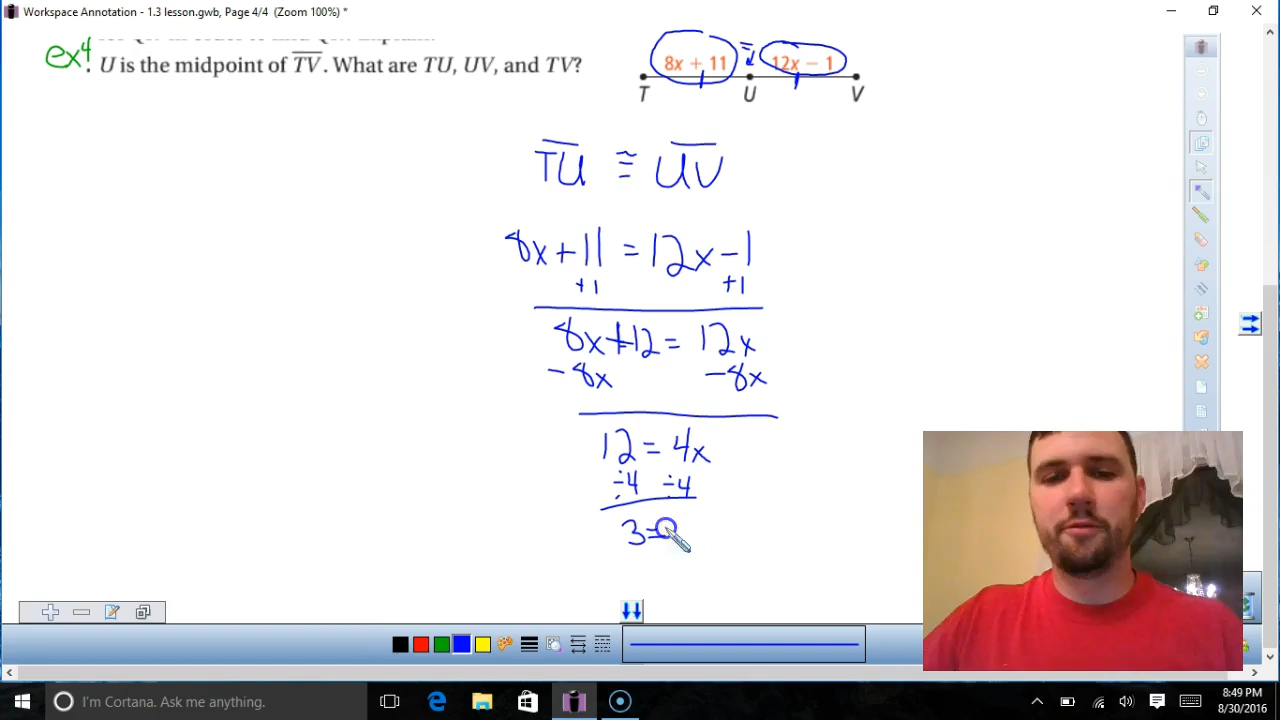 Workspace Annotation - 1.3 lesson.gwb, Page 4/4 (Zoom 100%) *
ex4
. U is the midpoint of TV. What are TU, UV, and TV?
8x + 11 = 12x − 1
T U V
TU ≅ UV
8x+11 = 12x-1
+1 +1
8x+12 = 12x
-8x -8x
12 = 4x
÷4 ÷4
3=
I'm Cortana. Ask me anything.
8:49 PM
8/30/2016